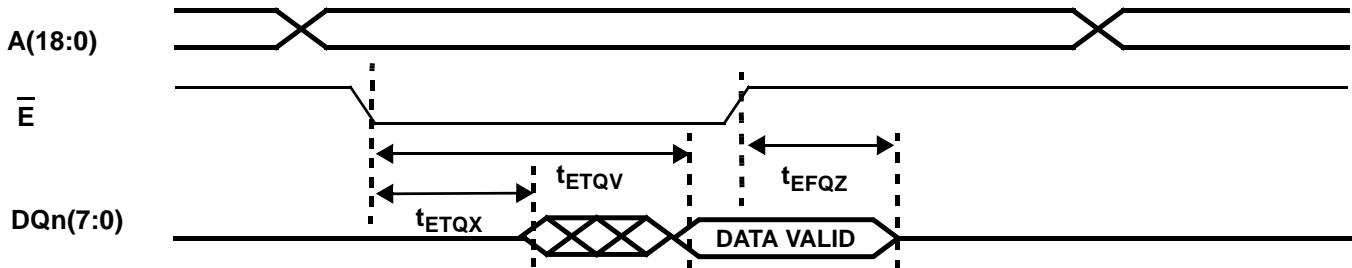 A(18:0)
E
tETQV
tEFQZ
tETQX
DQn(7:0)
DATA VALID